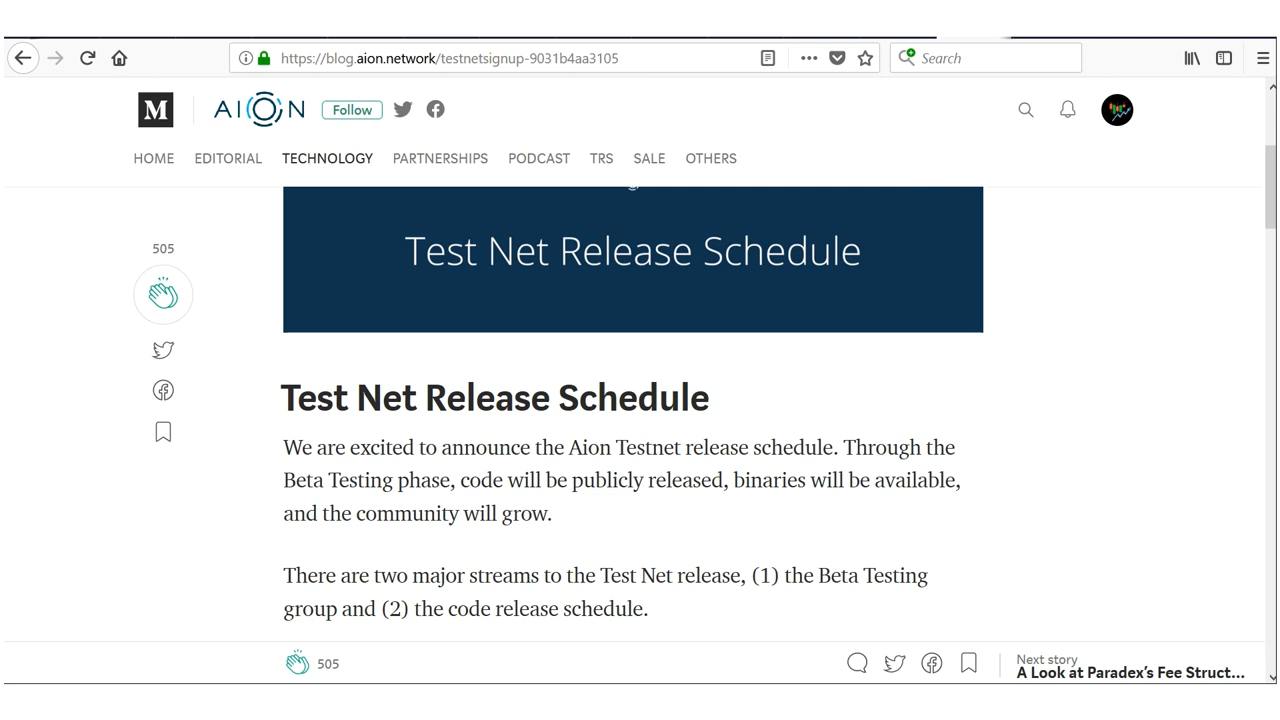 https://blog.aion.network/testnetsignup-9031b4aa3105
Search
M
AION
Follow
HOME EDITORIAL TECHNOLOGY PARTNERSHIPS PODCAST TRS SALE OTHERS
Test Net Release Schedule
505
Test Net Release Schedule
We are excited to announce the Aion Testnet release schedule. Through the
Beta Testing phase, code will be publicly released, binaries will be available,
and the community will grow.
There are two major streams to the Test Net release, (1) the Beta Testing
group and (2) the code release schedule.
505
Next story
A Look at Paradex’s Fee Struct...